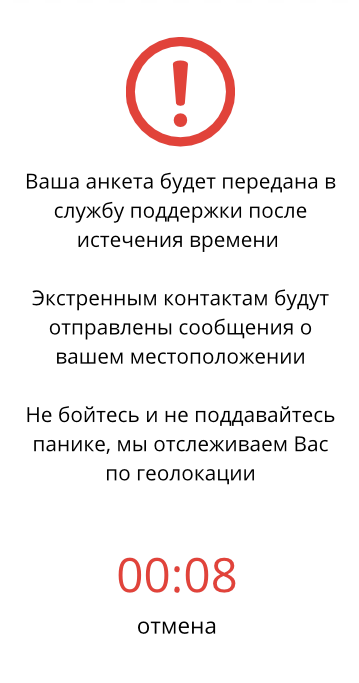 Ваша анкета будет передана в
службу поддержки после
истечения времени
Экстренным контактам будут
отправлены сообщения о
вашем местоположении
Не бойтесь и не поддавайтесь
панике, мы отслеживаем Вас
по геолокации
00:08
отмена